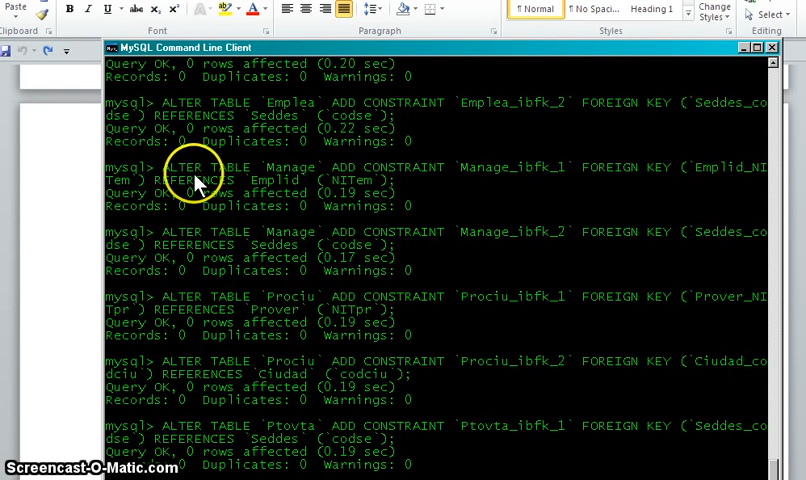 B I U abc x₂ x² A ab A
Normal No Spaci... Heading 1 Change Styles Select
Clipboard Font Paragraph Styles Editing
MySQL Command Line Client
Query OK, 0 rows affected (0.20 sec)
Records: 0  Duplicates: 0  Warnings: 0
mysql> ALTER TABLE `Emplea` ADD CONSTRAINT `Emplea_ibfk_2` FOREIGN KEY (`Seddes_co
dse`) REFERENCES `Seddes` (`codse`);
Query OK, 0 rows affected (0.22 sec)
Records: 0  Duplicates: 0  Warnings: 0
mysql> ALTER TABLE `Manage` ADD CONSTRAINT `Manage_ibfk_1` FOREIGN KEY (`Emplid_NI
Tem`) REFERENCES `Emplid` (`NITem`);
Query OK, 0 rows affected (0.19 sec)
Records: 0  Duplicates: 0  Warnings: 0
mysql> ALTER TABLE `Manage` ADD CONSTRAINT `Manage_ibfk_2` FOREIGN KEY (`Seddes_co
dse`) REFERENCES `Seddes` (`codse`);
Query OK, 0 rows affected (0.17 sec)
Records: 0  Duplicates: 0  Warnings: 0
mysql> ALTER TABLE `Prociu` ADD CONSTRAINT `Prociu_ibfk_1` FOREIGN KEY (`Prover_NI
Tpr`) REFERENCES `Prover` (`NITpr`);
Query OK, 0 rows affected (0.19 sec)
Records: 0  Duplicates: 0  Warnings: 0
mysql> ALTER TABLE `Prociu` ADD CONSTRAINT `Prociu_ibfk_2` FOREIGN KEY (`Ciudad_co
dciu`) REFERENCES `Ciudad` (`codciu`);
Query OK, 0 rows affected (0.19 sec)
Records: 0  Duplicates: 0  Warnings: 0
mysql> ALTER TABLE `Ptovta` ADD CONSTRAINT `Ptovta_ibfk_1` FOREIGN KEY (`Seddes_co
dse`) REFERENCES `Seddes` (`codse`);
Query OK, 0 rows affected (0.19 sec)
Records: 0  Duplicates: 0  Warnings: 0
Screencast-O-Matic.com